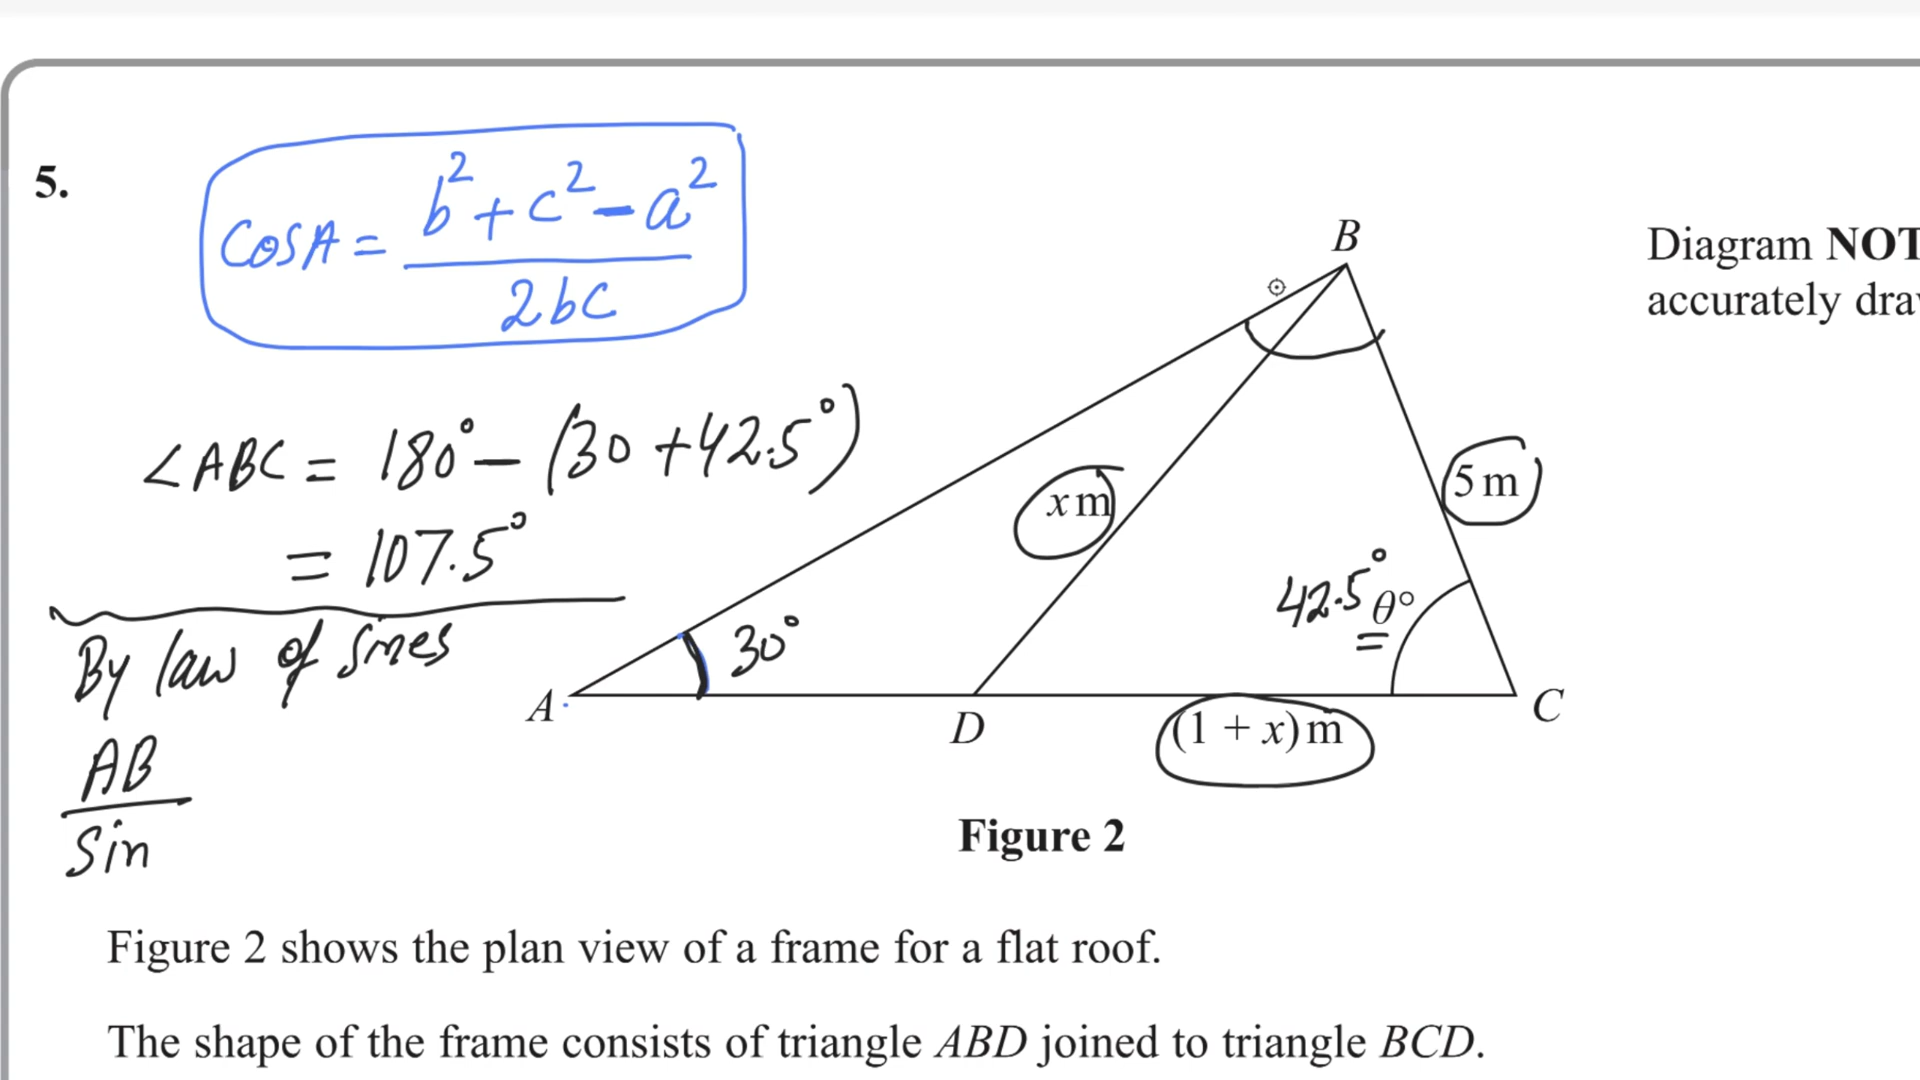 5.
cosA = b²+c²-a² / 2bc
B
Diagram NOT
accurately
∠ABC = 180° - (30 + 42.5°)
= 107.5°
x m
5 m
42.5° θ°
=
By law of sines
30°
A
D
(1 + x) m
C
AB
Sin
Figure 2
Figure 2 shows the plan view of a frame for a flat roof.
The shape of the frame consists of triangle ABD joined to triangle BCD.